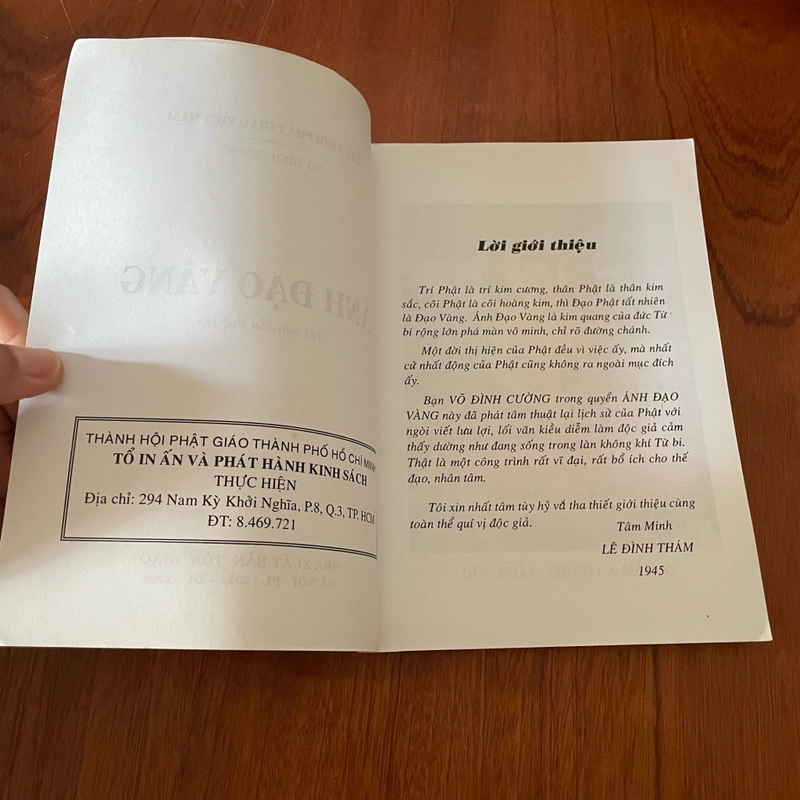 THÀNH HỘI PHẬT GIÁO THÀNH PHỐ HỒ CHÍ MINH
TỔ IN ẤN VÀ PHÁT HÀNH KINH SÁCH
THỰC HIỆN
Địa chỉ: 294 Nam Kỳ Khởi Nghĩa, P.8, Q.3, TP. HCM
ĐT: 8.469.721
Lời giới thiệu
Trí Phật là trí kim cương, thân Phật là thân kim
sắc, cõi Phật là cõi hoàng kim, thì Đạo Phật tất nhiên
là Đạo Vàng. Ánh Đạo Vàng là kim quang của đức Từ
bi rộng lớn phá màn vô minh, chỉ rõ đường chánh.
Một đời thị hiện của Phật đều vì việc ấy, mà nhất
cử nhất động của Phật cũng không ra ngoài mục đích
ấy.
Bạn VÕ ĐÌNH CƯỜNG trong quyển ÁNH ĐẠO
VÀNG này đã phát tâm thuật lại lịch sử của Phật với
ngòi viết lưu lợi, lối văn kiều diễm làm độc giả cảm
thấy dường như đang sống trong làn không khí Từ bi.
Thật là một công trình rất vĩ đại, rất bổ ích cho thế
đạo, nhân tâm.
Tôi xin nhất tâm tùy hỷ và tha thiết giới thiệu cùng
toàn thể quí vị độc giả.
Tâm Minh
LÊ ĐÌNH THÁM
1945